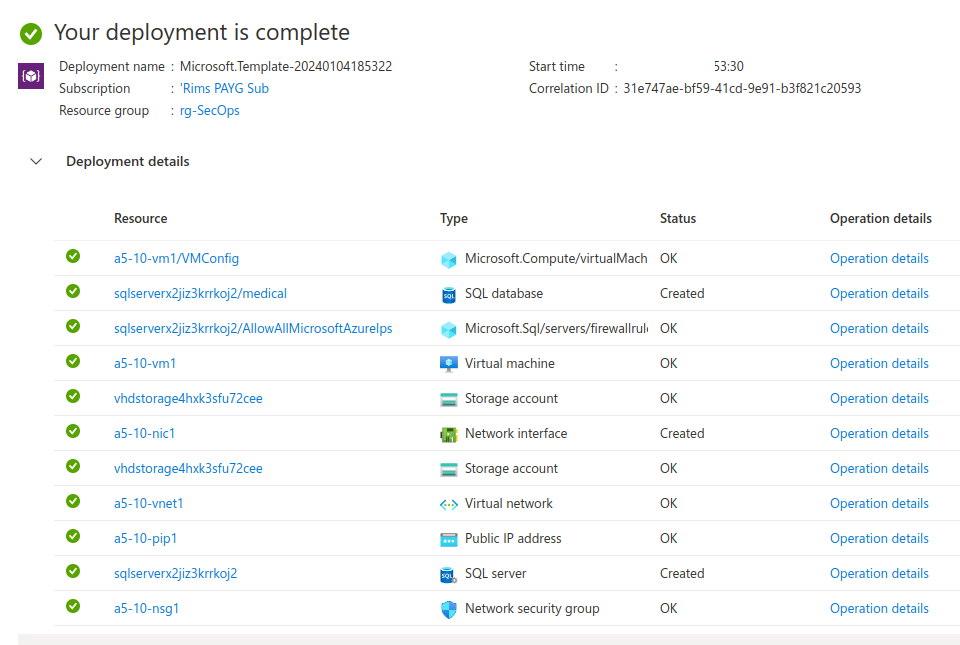 Your deployment is complete
Deployment name : Microsoft.Template-20240104185322
Start time : 53:30
Subscription : 'Rims PAYG Sub
Correlation ID : 31e747ae-bf59-41cd-9e91-b3f821c20593
Resource group : rg-SecOps
Deployment details
Resource Type Status Operation details
a5-10-vm1/VMConfig Microsoft.Compute/virtualMach OK Operation details
sqlserverx2jiz3krrkoj2/medical SQL database Created Operation details
sqlserverx2jiz3krrkoj2/AllowAllMicrosoftAzureIps Microsoft.Sql/servers/firewallrule OK Operation details
a5-10-vm1 Virtual machine OK Operation details
vhdstorage4hxk3sfu72cee Storage account OK Operation details
a5-10-nic1 Network interface Created Operation details
vhdstorage4hxk3sfu72cee Storage account OK Operation details
a5-10-vnet1 Virtual network OK Operation details
a5-10-pip1 Public IP address OK Operation details
sqlserverx2jiz3krrkoj2 SQL server Created Operation details
a5-10-nsg1 Network security group OK Operation details